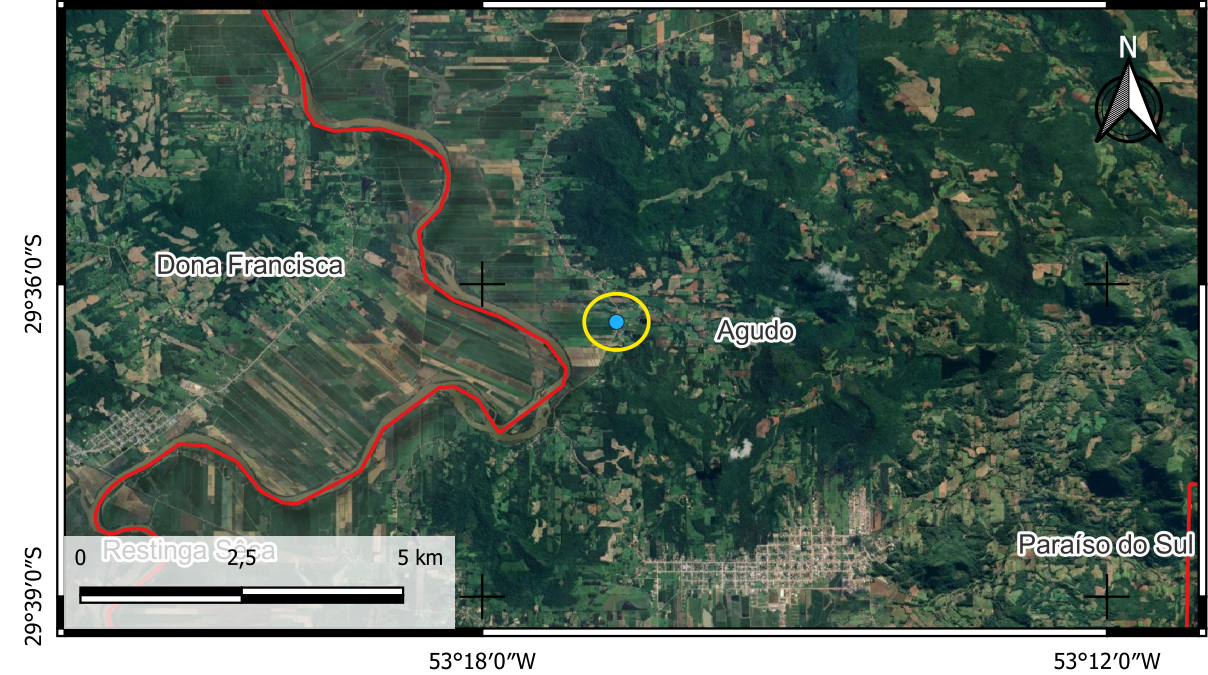 N
Dona Francisca
29°36′0″S
Agudo
Restinga Sêca
Paraíso do Sul
0 2,5 5 km
29°39′0″S
53°18′0″W 53°12′0″W